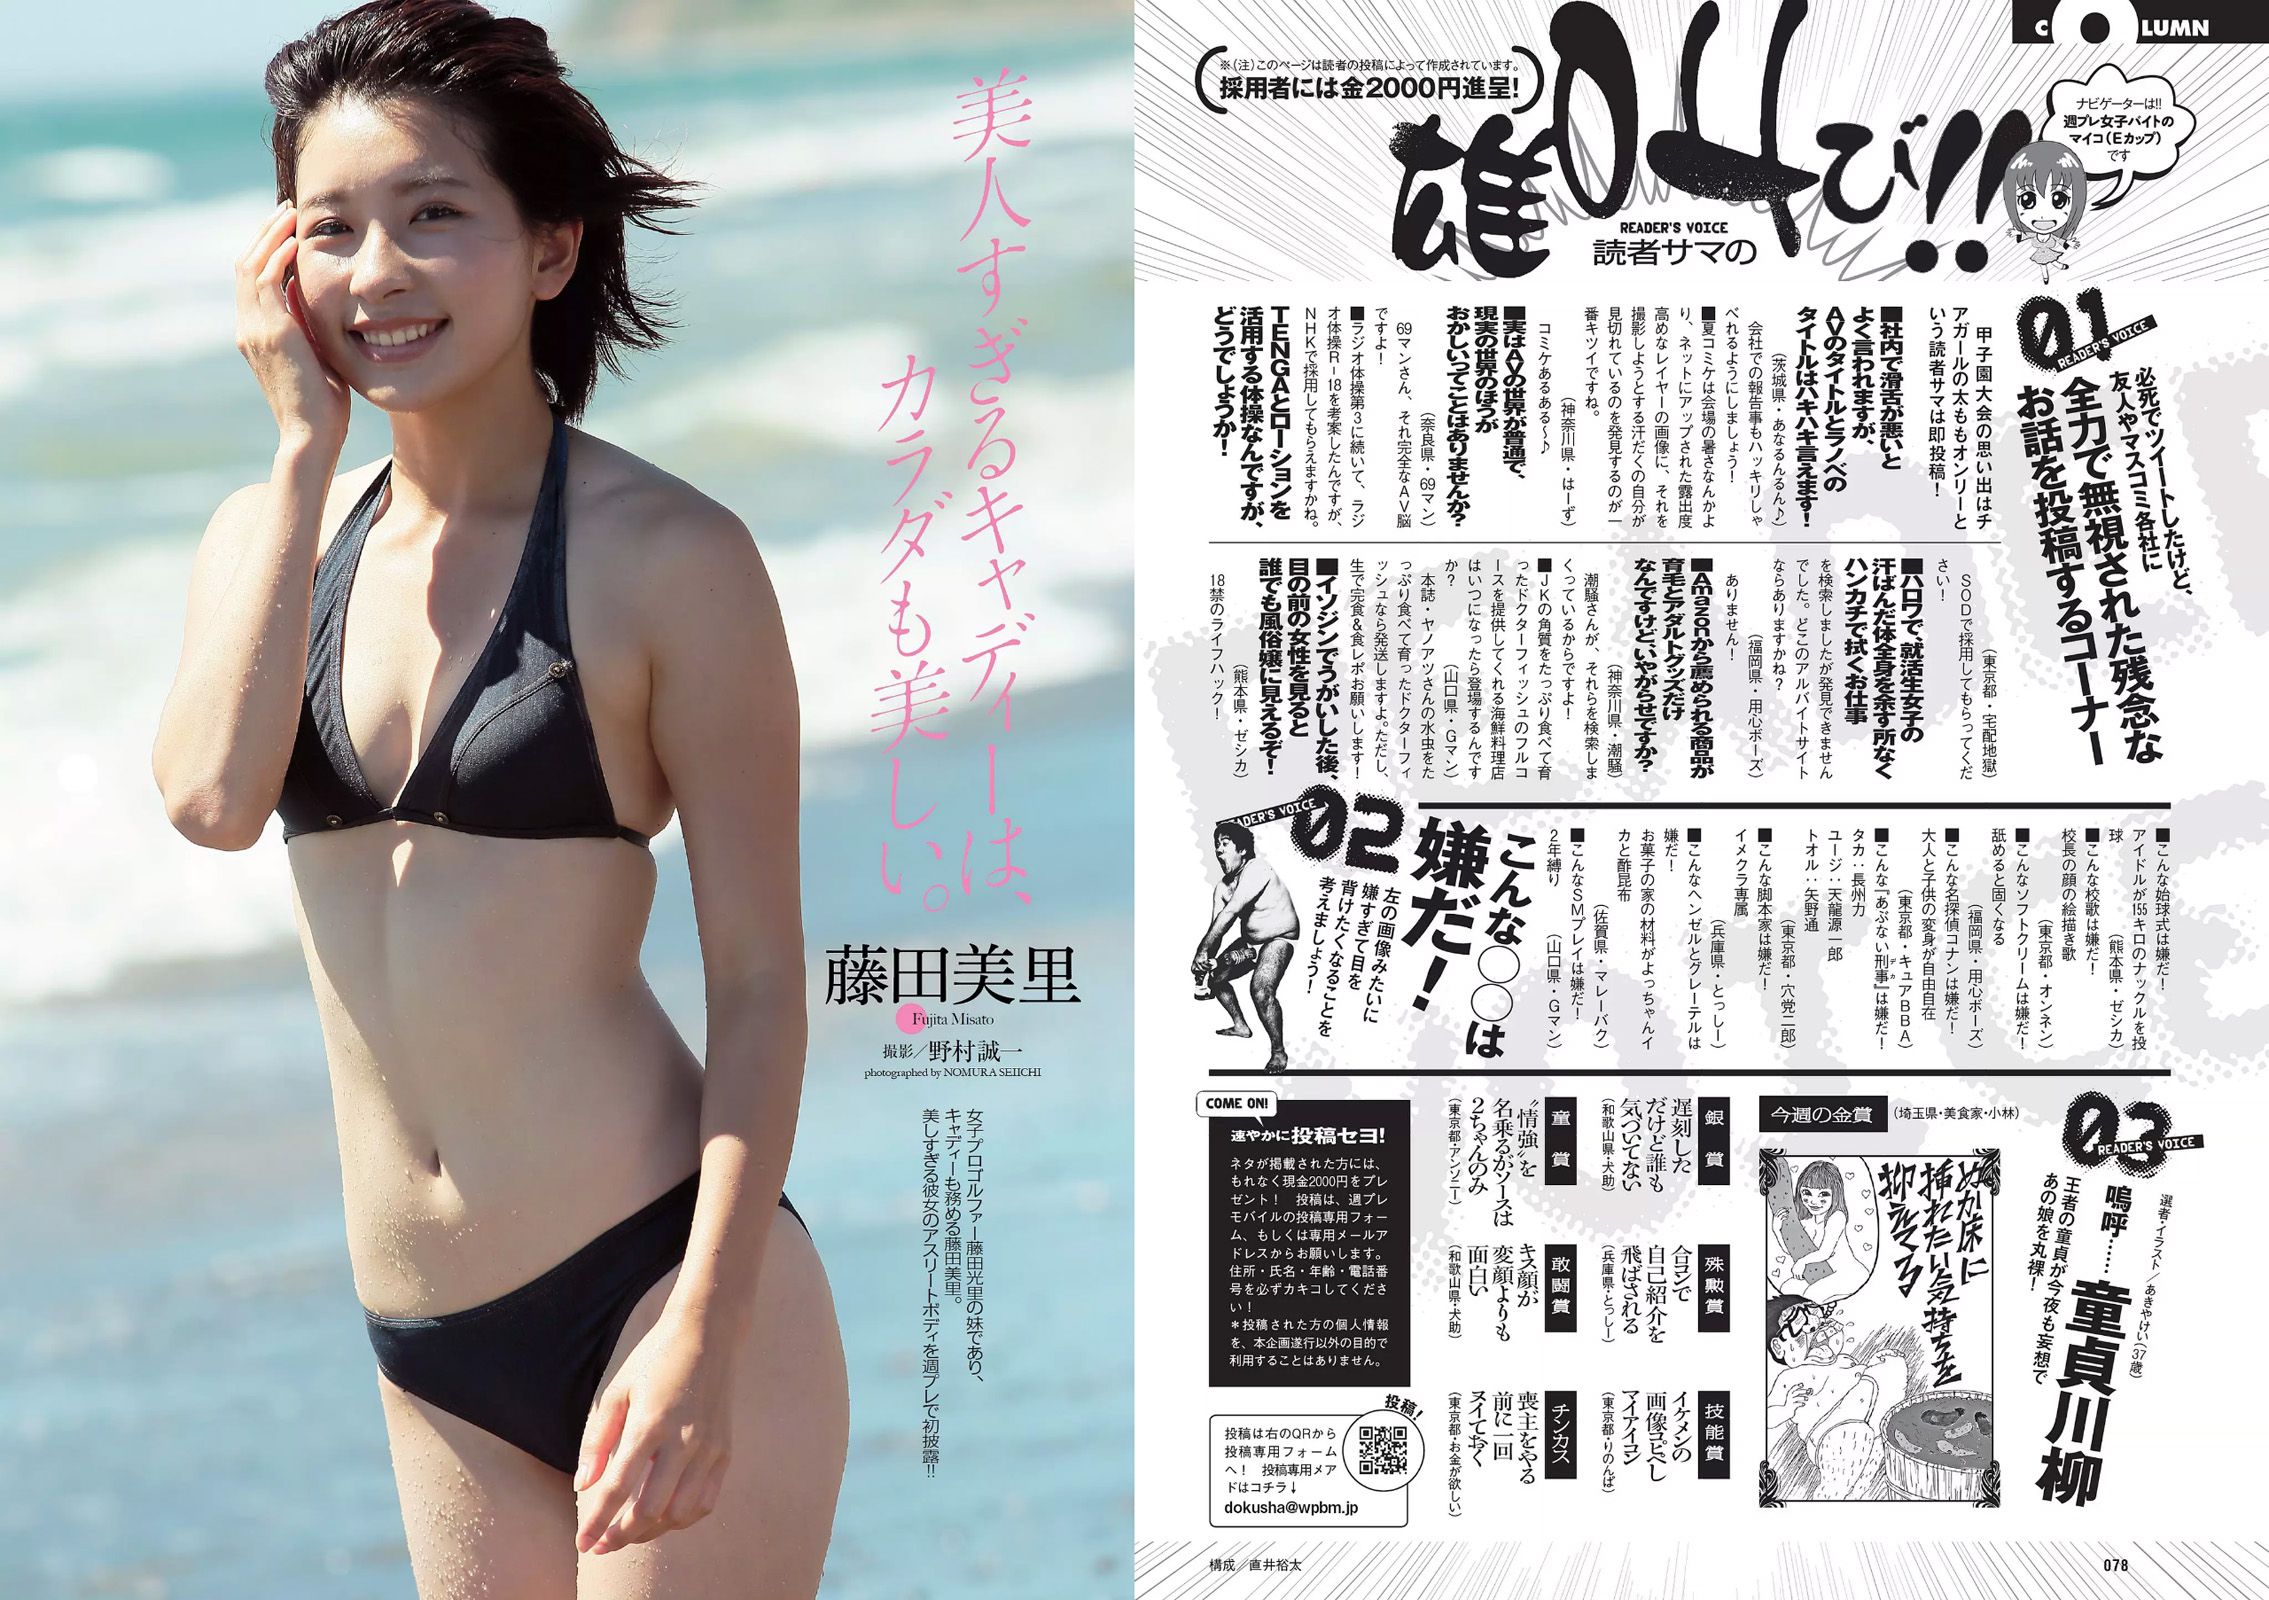 美人すぎるキャディーは、
カラダも美しい。
藤田美里
Fujita Misato
撮影／野村誠一
photographed by NOMURA SEIICHI
女子プロゴルファー藤田光里の妹であり、
キャディーも務める藤田美里。
美しすぎる彼女のアスリートボディを週プレで初披露!!
COLUMN
※（注）このページは読者の投稿によって作成されています。
採用者には金2000円進呈！
READER'S VOICE
読者サマの
雄叫び!!
ナビゲーターは!!
週プレ女子バイトの
マイコ（Eカップ）
です
01
READER'S VOICE
必死でツイートしたけど、
友人やマスコミ各社に
全力で無視された残念な
お話を投稿するコーナー
甲子園大会の思い出はチ
アガールの太ももオンリーと
いう読者サマは即投稿！
■社内で滑舌が悪いと
よく言われますが、
AVのタイトルとラノベの
タイトルはハキハキ言えます！
（茨城県・あなるんるん♪）
会社での報告事もハッキリしゃ
べれるようにしましょう！
■夏コミケは会場の暑さなんかよ
り、ネットにアップされた露出度
高めなレイヤーの画像に、それを
撮影しようとする汗だくの自分が
見切れているのを発見するのが一
番キツイですね。
（神奈川県・はーず）
コミケあるある〜♪
■実はAVの世界が普通で、
現実の世界のほうが
おかしいってことはありませんか？
（奈良県・69マン）
69マンさん、それ完全なAV脳
ですよ！
■ラジオ体操第3に続いて、ラジ
オ体操R-18を考案したんですが、
NHKで採用してもらえますかね。
TENGAとローションを
活用する体操なんですが、
どうでしょうか！
（東京都・宅配地獄）
SODで採用してもらってくだ
さい！
■ハロワで、就活生女子の
汗ばんだ体全身を余す所なく
ハンカチで拭くお仕事
を検索しましたが発見できません
でした。どこのアルバイトサイト
ならありますかね？
（福岡県・用心ボーズ）
ありません！
■Amazonから薦められる商品が
育毛とアダルトグッズだけ
なんですけど、いやがらせですか？
（神奈川県・潮騒）
潮騒さんが、それらを検索しま
くっているからですよ！
■JKの角質をたっぷり食べて育
ったドクターフィッシュのフルコ
ースを提供してくれる海鮮料理店
はいつになったら登場するんです
か？
（山口県・Gマン）
本誌・ヤノアツさんの水虫をた
っぷり食べて育ったドクターフィ
ッシュなら発送しますよ。ただし、
生で完食＆食レポお願いします！
■イソジンでうがいした後、
目の前の女性を見ると
誰でも風俗嬢に見えるぞ！
（熊本県・ゼシカ）
18禁のライフハック！
READER'S VOICE
02
こんな○○は
嫌だ！
左の画像みたいに
嫌すぎて目を
背けたくなることを
考えましょう！
■こんな始球式は嫌だ！
アイドルが155キロのナックルを投
球
（熊本県・ゼシカ）
■こんな校歌は嫌だ！
校長の顔の絵描き歌
（東京都・オンネン）
■こんなソフトクリームは嫌だ！
舐めると固くなる
（福岡県・用心ボーズ）
■こんな名探偵コナンは嫌だ！
大人と子供の変身が自由自在
（東京都・キュアBBA）
■こんな『あぶない刑事』は嫌だ！
デカ
タカ：長州力
ユージ：天龍源一郎
トオル：矢野通
（東京都・穴党二郎）
■こんな脚本家は嫌だ！
イメクラ専属
（兵庫県・とっしー）
■こんなヘンゼルとグレーテルは
嫌だ！
お菓子の家の材料がよっちゃんイ
カと酢昆布
（佐賀県・マレーバク）
■こんなSMプレイは嫌だ！
2年縛り
（山口県・Gマン）
03
READER'S VOICE
選者・イラスト／あきやけい（37歳）
嗚呼……童貞川柳
王者の童貞が今夜も妄想で
あの娘を丸裸！
今週の金賞
（埼玉県・美食家・小林）
ぬか床に
挿れたい気持ちを
抑えてる
銀賞
遅刻した
だけど誰も
気づいてない
（和歌山県・犬助）
童賞
“情強”を
名乗るがソースは
2ちゃんのみ
（東京都・アンソニー）
殊勲賞
合コンで
自己紹介を
飛ばされる
（兵庫県・とっしー）
敢闘賞
キス顔が
変顔よりも
面白い
（和歌山県・犬助）
技能賞
イケメンの
画像コピペし
マイアイコン
（東京都・りのんぱ）
チンカス
喪主をやる
前に一回
ヌイておく
（東京都・お金が欲しい）
COME ON!
速やかに投稿セヨ！
ネタが掲載された方には、
もれなく現金2000円をプレ
ゼント！　投稿は、週プレ
モバイルの投稿専用フォー
ム、もしくは専用メールア
ドレスからお願いします。
住所・氏名・年齢・電話番
号を必ずカキコしてくださ
い！
＊投稿された方の個人情報
を、本企画遂行以外の目的で
利用することはありません。
投稿！
投稿は右のQRから
投稿専用フォーム
へ！　投稿専用メア
ドはコチラ↓
dokusha@wpbm.jp
構成／直井裕太
078